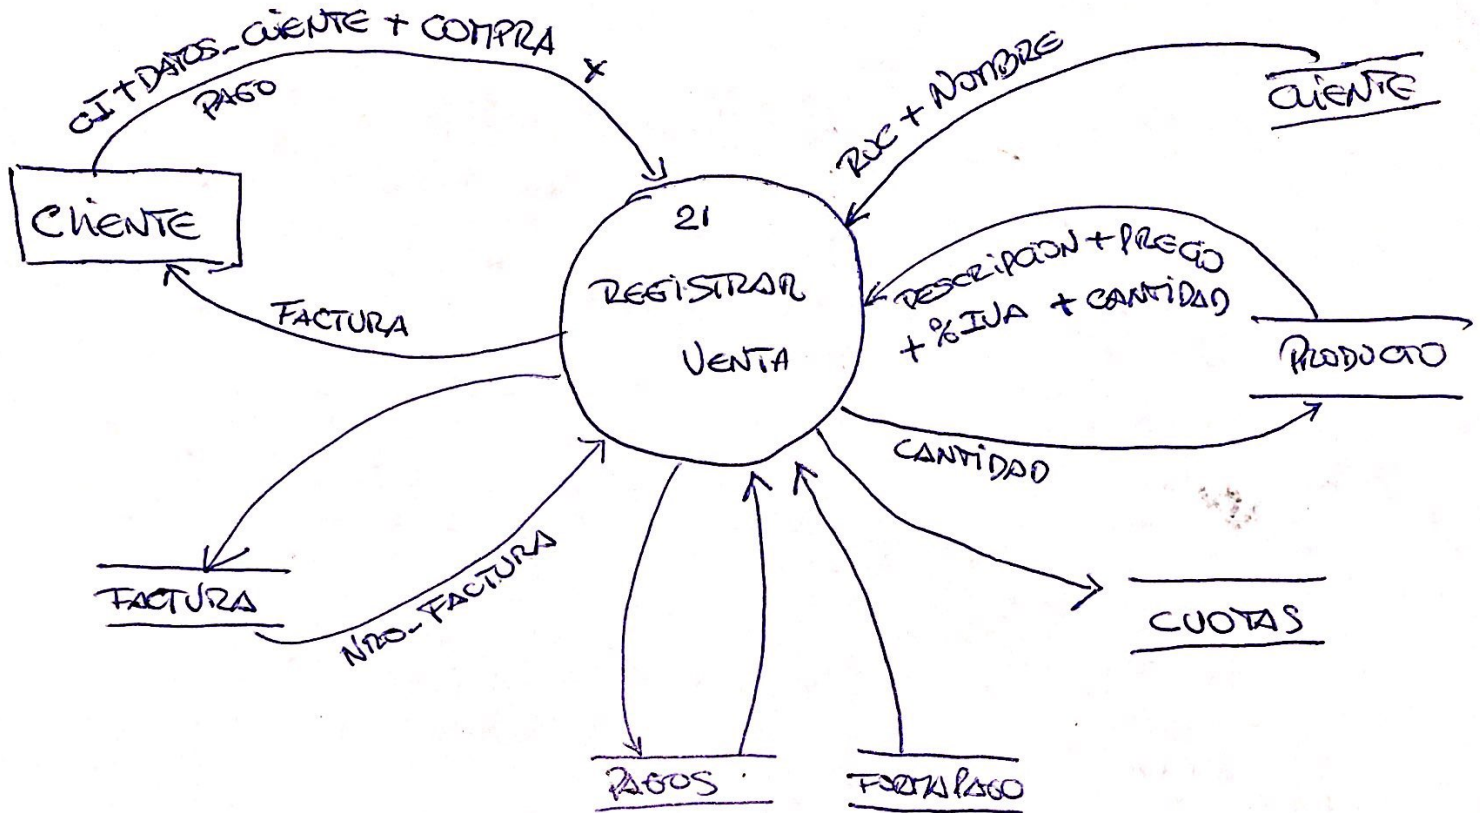 CI + DATOS_CLIENTE + COMPRA +
PAGO
CLIENTE
FACTURA
RUC + NOMBRE
CLIENTE
21
REGISTRAR
VENTA
DESCRIPCION + PRECIO
+ % IVA + CANTIDAD
PRODUCTO
CANTIDAD
FACTURA
NRO_FACTURA
CUOTAS
PAGOS
FORMAPAGO